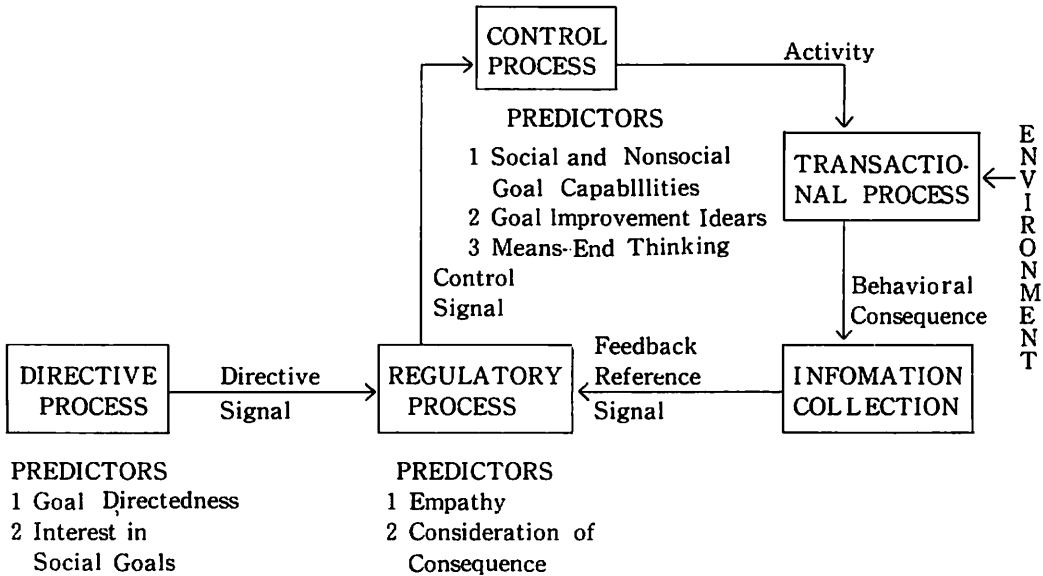 CONTROL
PROCESS
Activity
PREDICTORS
1 Social and Nonsocial
Goal Capablllities
2 Goal Improvement Idears
3 Means-End Thinking
TRANSACTIO-
NAL PROCESS
ENVIRONMENT
Control
Signal
Behavioral
Consequence
DIRECTIVE
PROCESS
Directive
Signal
REGULATORY
PROCESS
Feedback
Reference
Signal
INFOMATION
COLLECTION
PREDICTORS
1 Goal Directedness
2 Interest in
Social Goals
PREDICTORS
1 Empathy
2 Consideration of
Consequence